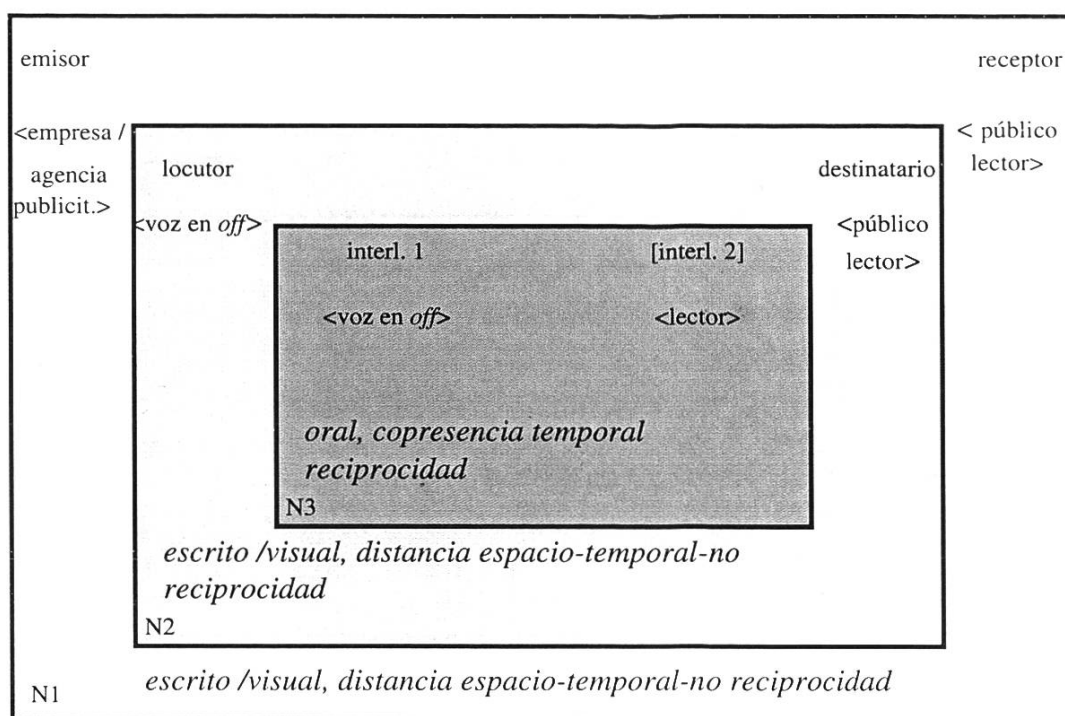 emisor
receptor
<empresa /
agencia
publicit.>
< público
lector>
locutor
destinatario
<voz en off>
<público
lector>
interl. 1
[interl. 2]
<voz en off>
<lector>
oral, copresencia temporal
reciprocidad
N3
escrito /visual, distancia espacio-temporal-no
reciprocidad
N2
escrito /visual, distancia espacio-temporal-no reciprocidad
N1